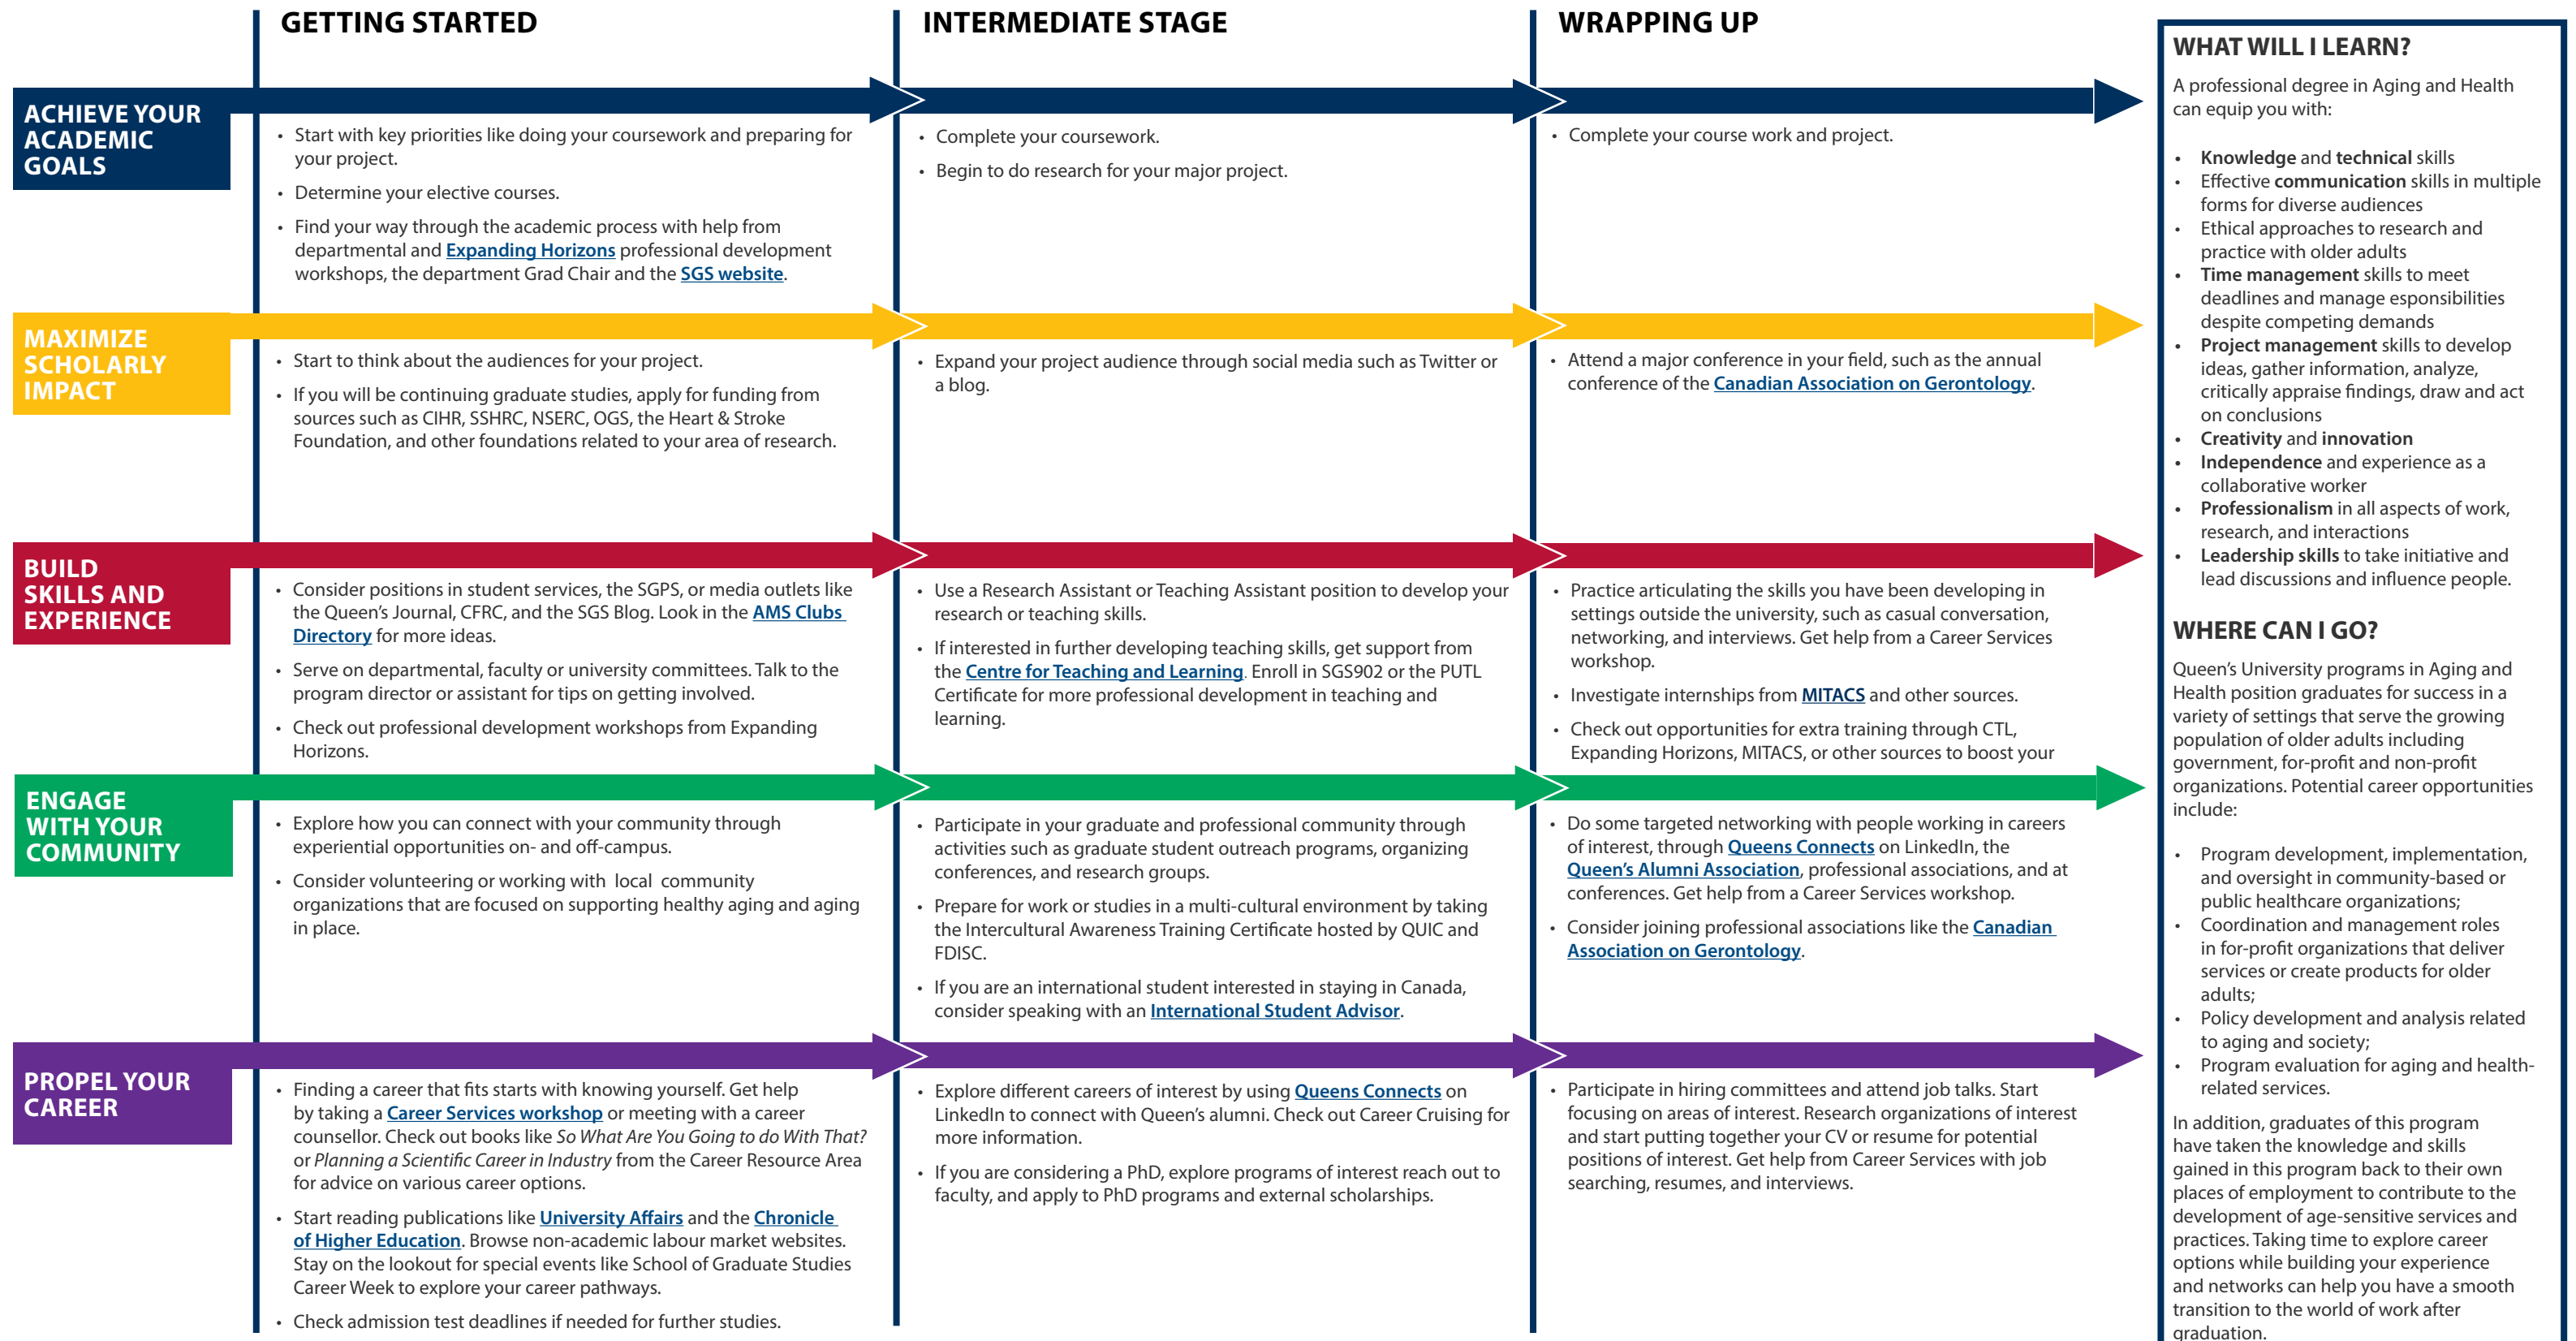 GETTING STARTED
INTERMEDIATE STAGE
WRAPPING UP
ACHIEVE YOUR
ACADEMIC
GOALS
• Start with key priorities like doing your coursework and preparing for
your project.
• Determine your elective courses.
• Find your way through the academic process with help from
departmental and Expanding Horizons professional development
workshops, the department Grad Chair and the SGS website.
• Complete your coursework.
• Begin to do research for your major project.
• Complete your course work and project.
MAXIMIZE
SCHOLARLY
IMPACT
• Start to think about the audiences for your project.
• If you will be continuing graduate studies, apply for funding from
sources such as CIHR, SSHRC, NSERC, OGS, the Heart & Stroke
Foundation, and other foundations related to your area of research.
• Expand your project audience through social media such as Twitter or
a blog.
• Attend a major conference in your field, such as the annual
conference of the Canadian Association on Gerontology.
BUILD
SKILLS AND
EXPERIENCE
• Consider positions in student services, the SGPS, or media outlets like
the Queen's Journal, CFRC, and the SGS Blog. Look in the AMS Clubs
Directory for more ideas.
• Serve on departmental, faculty or university committees. Talk to the
program director or assistant for tips on getting involved.
• Check out professional development workshops from Expanding
Horizons.
• Use a Research Assistant or Teaching Assistant position to develop your
research or teaching skills.
• If interested in further developing teaching skills, get support from
the Centre for Teaching and Learning. Enroll in SGS902 or the PUTL
Certificate for more professional development in teaching and
learning.
• Practice articulating the skills you have been developing in
settings outside the university, such as casual conversation,
networking, and interviews. Get help from a Career Services
workshop.
• Investigate internships from MITACS and other sources.
• Check out opportunities for extra training through CTL,
Expanding Horizons, MITACS, or other sources to boost your
ENGAGE
WITH YOUR
COMMUNITY
• Explore how you can connect with your community through
experiential opportunities on- and off-campus.
• Consider volunteering or working with local community
organizations that are focused on supporting healthy aging and aging
in place.
• Participate in your graduate and professional community through
activities such as graduate student outreach programs, organizing
conferences, and research groups.
• Prepare for work or studies in a multi-cultural environment by taking
the Intercultural Awareness Training Certificate hosted by QUIC and
FDISC.
• If you are an international student interested in staying in Canada,
consider speaking with an International Student Advisor.
• Do some targeted networking with people working in careers
of interest, through Queens Connects on LinkedIn, the
Queen's Alumni Association, professional associations, and at
conferences. Get help from a Career Services workshop.
• Consider joining professional associations like the Canadian
Association on Gerontology.
PROPEL YOUR
CAREER
• Finding a career that fits starts with knowing yourself. Get help
by taking a Career Services workshop or meeting with a career
counsellor. Check out books like So What Are You Going to do With That?
or Planning a Scientific Career in Industry from the Career Resource Area
for advice on various career options.
• Start reading publications like University Affairs and the Chronicle
of Higher Education. Browse non-academic labour market websites.
Stay on the lookout for special events like School of Graduate Studies
Career Week to explore your career pathways.
• Check admission test deadlines if needed for further studies.
• Explore different careers of interest by using Queens Connects on
LinkedIn to connect with Queen's alumni. Check out Career Cruising for
more information.
• If you are considering a PhD, explore programs of interest reach out to
faculty, and apply to PhD programs and external scholarships.
• Participate in hiring committees and attend job talks. Start
focusing on areas of interest. Research organizations of interest
and start putting together your CV or resume for potential
positions of interest. Get help from Career Services with job
searching, resumes, and interviews.
WHAT WILL I LEARN?
A professional degree in Aging and Health
can equip you with:
• Knowledge and technical skills
• Effective communication skills in multiple
forms for diverse audiences
• Ethical approaches to research and
practice with older adults
• Time management skills to meet
deadlines and manage esponsibilities
despite competing demands
• Project management skills to develop
ideas, gather information, analyze,
critically appraise findings, draw and act
on conclusions
• Creativity and innovation
• Independence and experience as a
collaborative worker
• Professionalism in all aspects of work,
research, and interactions
• Leadership skills to take initiative and
lead discussions and influence people.
WHERE CAN I GO?
Queen's University programs in Aging and
Health position graduates for success in a
variety of settings that serve the growing
population of older adults including
government, for-profit and non-profit
organizations. Potential career opportunities
include:
• Program development, implementation,
and oversight in community-based or
public healthcare organizations;
• Coordination and management roles
in for-profit organizations that deliver
services or create products for older
adults;
• Policy development and analysis related
to aging and society;
• Program evaluation for aging and health-
related services.
In addition, graduates of this program
have taken the knowledge and skills
gained in this program back to their own
places of employment to contribute to the
development of age-sensitive services and
practices. Taking time to explore career
options while building your experience
and networks can help you have a smooth
transition to the world of work after
graduation.